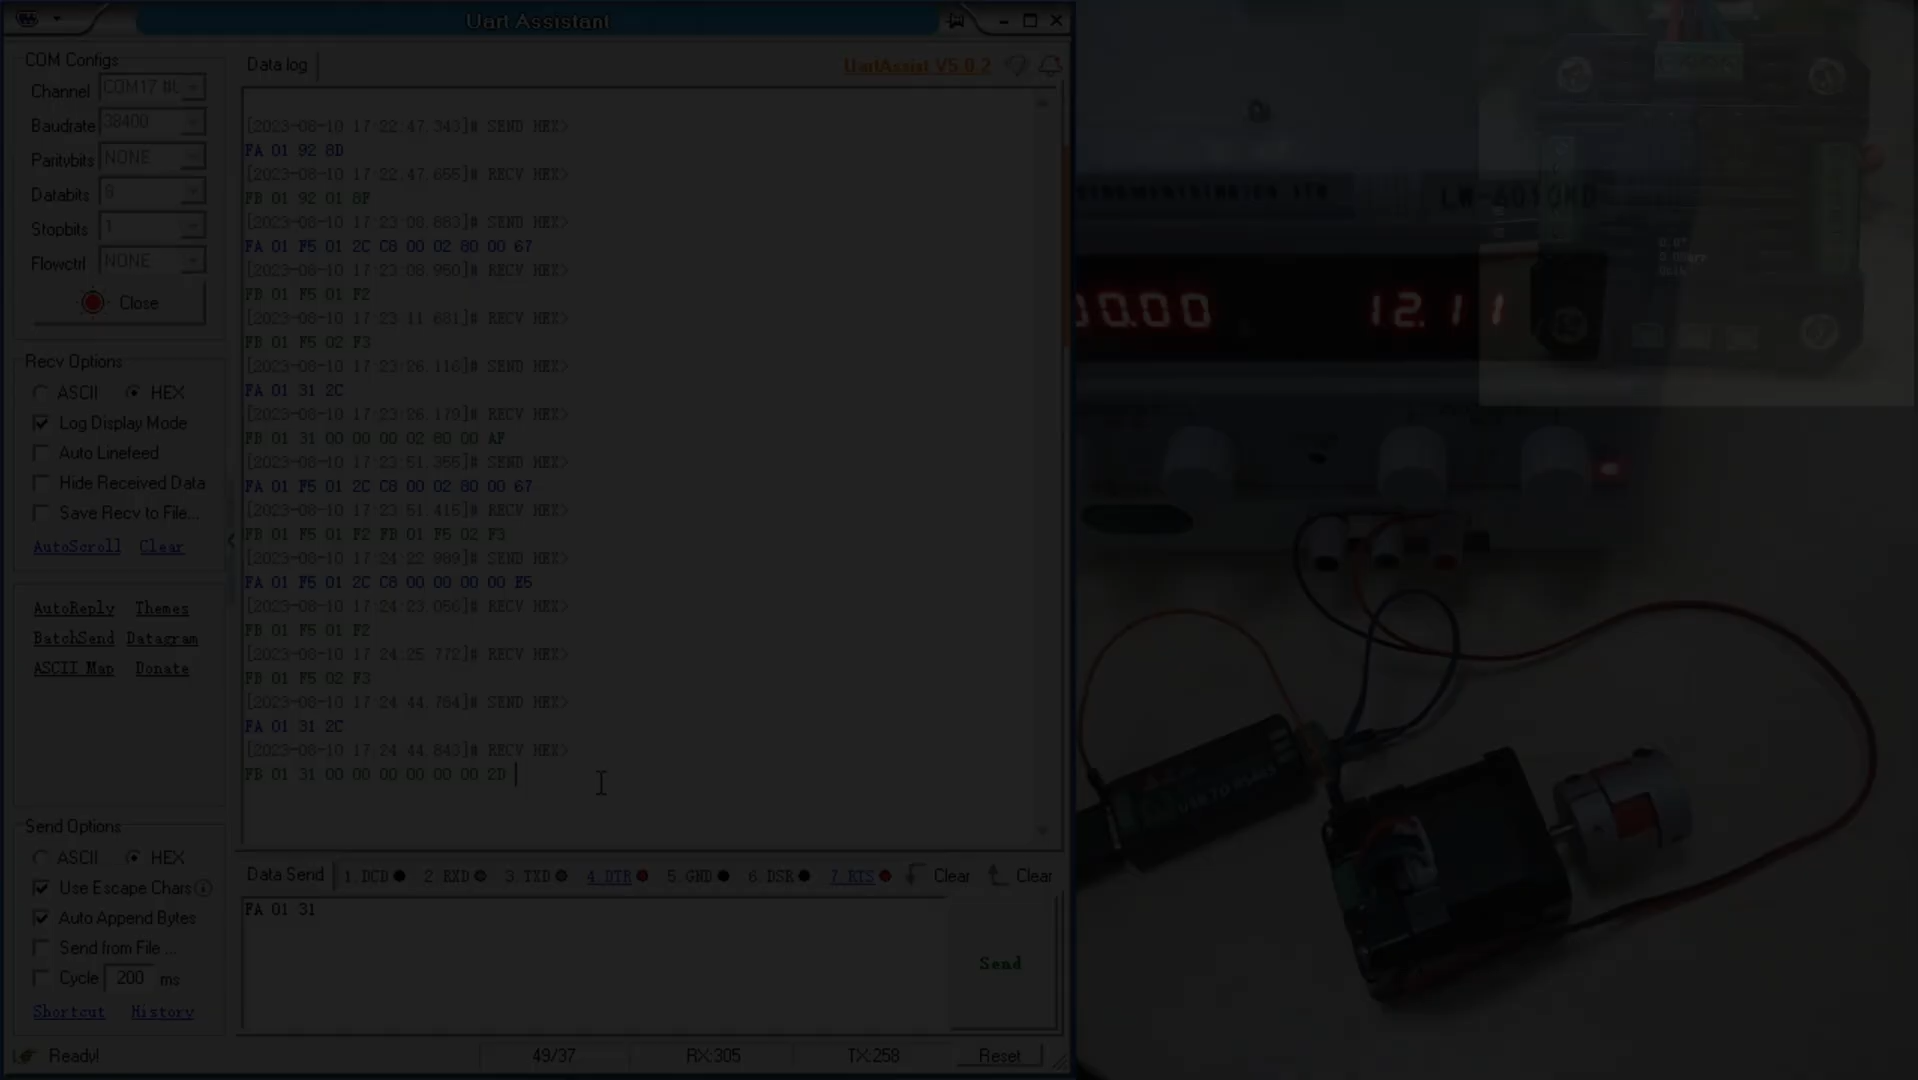 Uart Assistant
COM Configs
Channel COM17 #U
Baudrate 38400
Paritybits NONE
Databits 8
Stopbits 1
Flowctrl NONE
Close
Recv Options
ASCII HEX
Log Display Mode
Auto Linefeed
Hide Received Data
Save Recv to File...
AutoScroll Clear
AutoReply Themes
BatchSend Datagram
ASCII Map Donate
Send Options
ASCII HEX
Use Escape Chars
Auto Append Bytes
Send from File ...
Cycle 200 ms
Shortcut History
Data log
UartAssist V5.0.2
[2023-08-10 17:22:47.343]# SEND HEX>
FA 01 92 8D
[2023-08-10 17:22:47.655]# RECV HEX>
FB 01 92 01 8F
[2023-08-10 17:23:08.883]# SEND HEX>
FA 01 F5 01 2C C8 00 02 80 00 67
[2023-08-10 17:23:08.950]# RECV HEX>
FB 01 F5 01 F2
[2023-08-10 17:23:11.681]# RECV HEX>
FB 01 F5 02 F3
[2023-08-10 17:23:26.116]# SEND HEX>
FA 01 31 2C
[2023-08-10 17:23:26.179]# RECV HEX>
FB 01 31 00 00 00 02 80 00 AF
[2023-08-10 17:23:51.355]# SEND HEX>
FA 01 F5 01 2C C8 00 02 80 00 67
[2023-08-10 17:23:51.415]# RECV HEX>
FB 01 F5 01 F2 FB 01 F5 02 F3
[2023-08-10 17:24:22.989]# SEND HEX>
FA 01 F5 01 2C C8 00 00 00 00 E5
[2023-08-10 17:24:23.056]# RECV HEX>
FB 01 F5 01 F2
[2023-08-10 17:24:25.772]# RECV HEX>
FB 01 F5 02 F3
[2023-08-10 17:24:44.784]# SEND HEX>
FA 01 31 2C
[2023-08-10 17:24:44.843]# RECV HEX>
FB 01 31 00 00 00 00 00 00 2D
Data Send 1.DCD 2.RXD 3.TXD 4.DTR 5.GND 6.DSR 7.RTS Clear Clear
FA 01 31
Send
Ready! 49/37 RX:305 TX:258 Reset
LW-6010KD
00.00 12.11
USB TO RS485